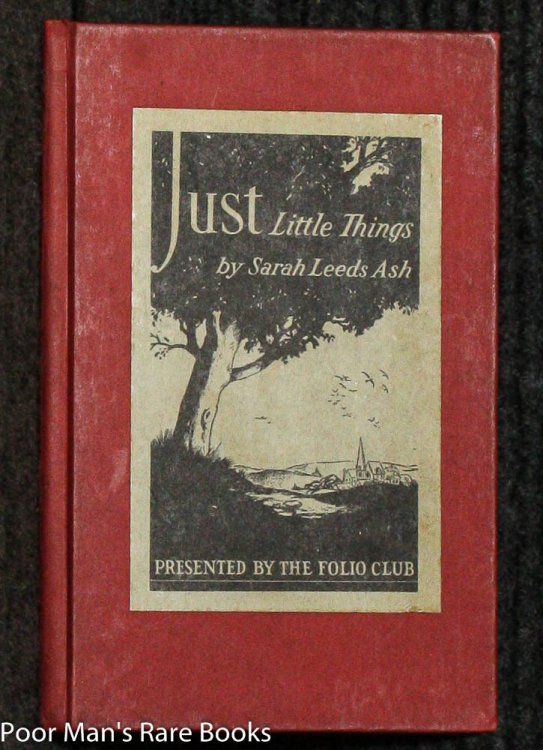 Just Little Things
by Sarah Leeds Ash
PRESENTED BY THE FOLIO CLUB
Poor Man's Rare Books